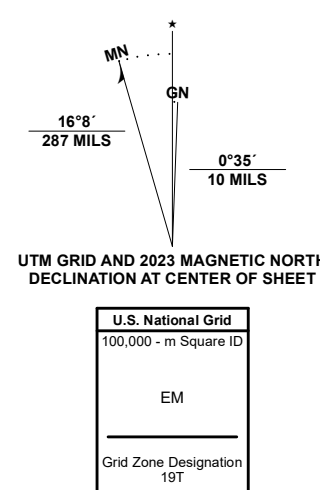 ★
MN
GN
16°8´
287 MILS
0°35´
10 MILS
UTM GRID AND 2023 MAGNETIC NORTH
DECLINATION AT CENTER OF SHEET
U.S. National Grid
100,000 - m Square ID
EM
Grid Zone Designation
19T